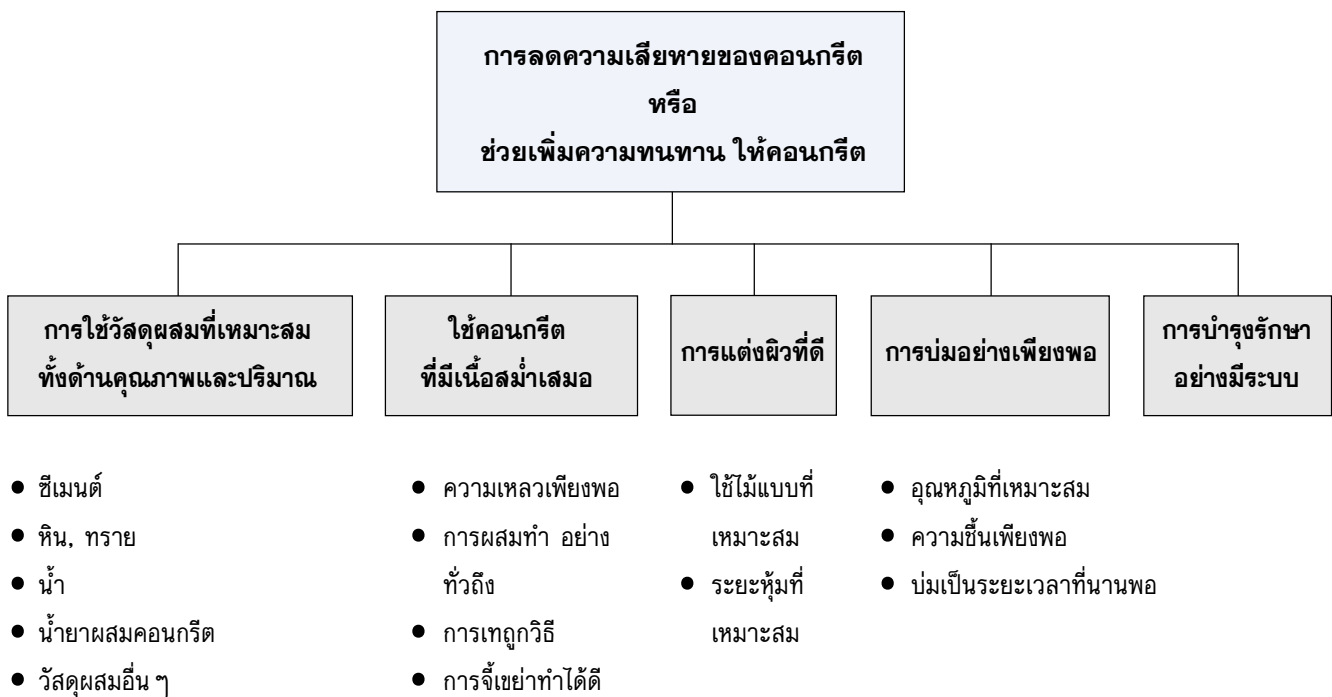 การลดความเสียหายของคอนกรีต
หรือ
ช่วยเพิ่มความทนทาน ให้คอนกรีต
การใช้วัสดุผสมที่เหมาะสม
ทั้งด้านคุณภาพและปริมาณ
ใช้คอนกรีต
ที่มีเนื้อสม่ำเสมอ
การแต่งผิวที่ดี
การบ่มอย่างเพียงพอ
การบำรุงรักษา
อย่างมีระบบ
● ซีเมนต์
● หิน, ทราย
● น้ำ
● น้ำยาผสมคอนกรีต
● วัสดุผสมอื่น ๆ
● ความเหลวเพียงพอ
● การผสมทำ อย่าง
ทั่วถึง
● การเทถูกวิธี
● การจี้เขย่าทำได้ดี
● ใช้ไม้แบบที่
เหมาะสม
● ระยะหุ้มที่
เหมาะสม
● อุณหภูมิที่เหมาะสม
● ความชื้นเพียงพอ
● บ่มเป็นระยะเวลาที่นานพอ